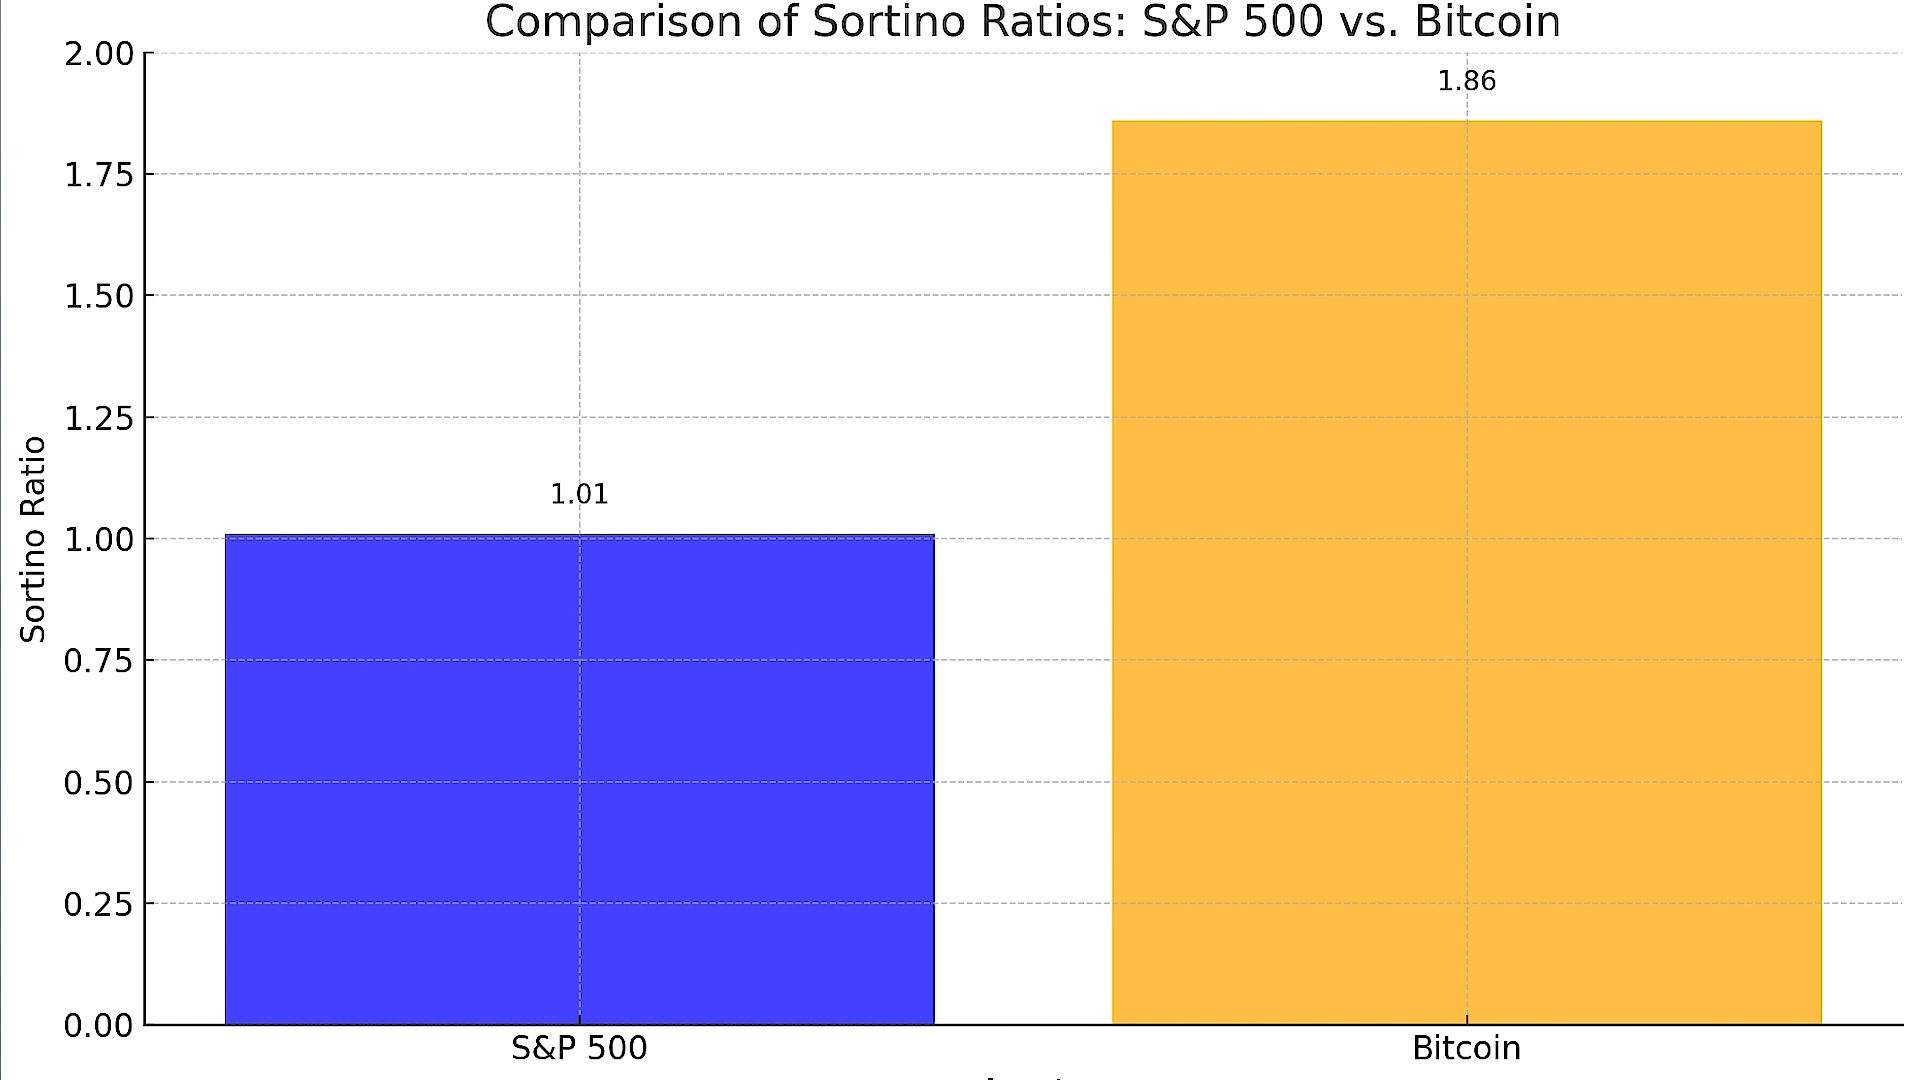 Comparison of Sortino Ratios: S&P 500 vs. Bitcoin
2.00
1.75
1.50
1.25
1.00
0.75
0.50
0.25
0.00
Sortino Ratio
1.01
1.86
S&P 500
Bitcoin